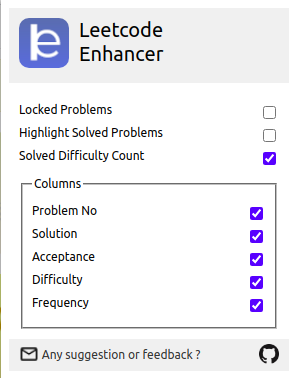 Leetcode
Enhancer
Locked Problems
Highlight Solved Problems
Solved Difficulty Count
Columns
Problem No
Solution
Acceptance
Difficulty
Frequency
Any suggestion or feedback ?